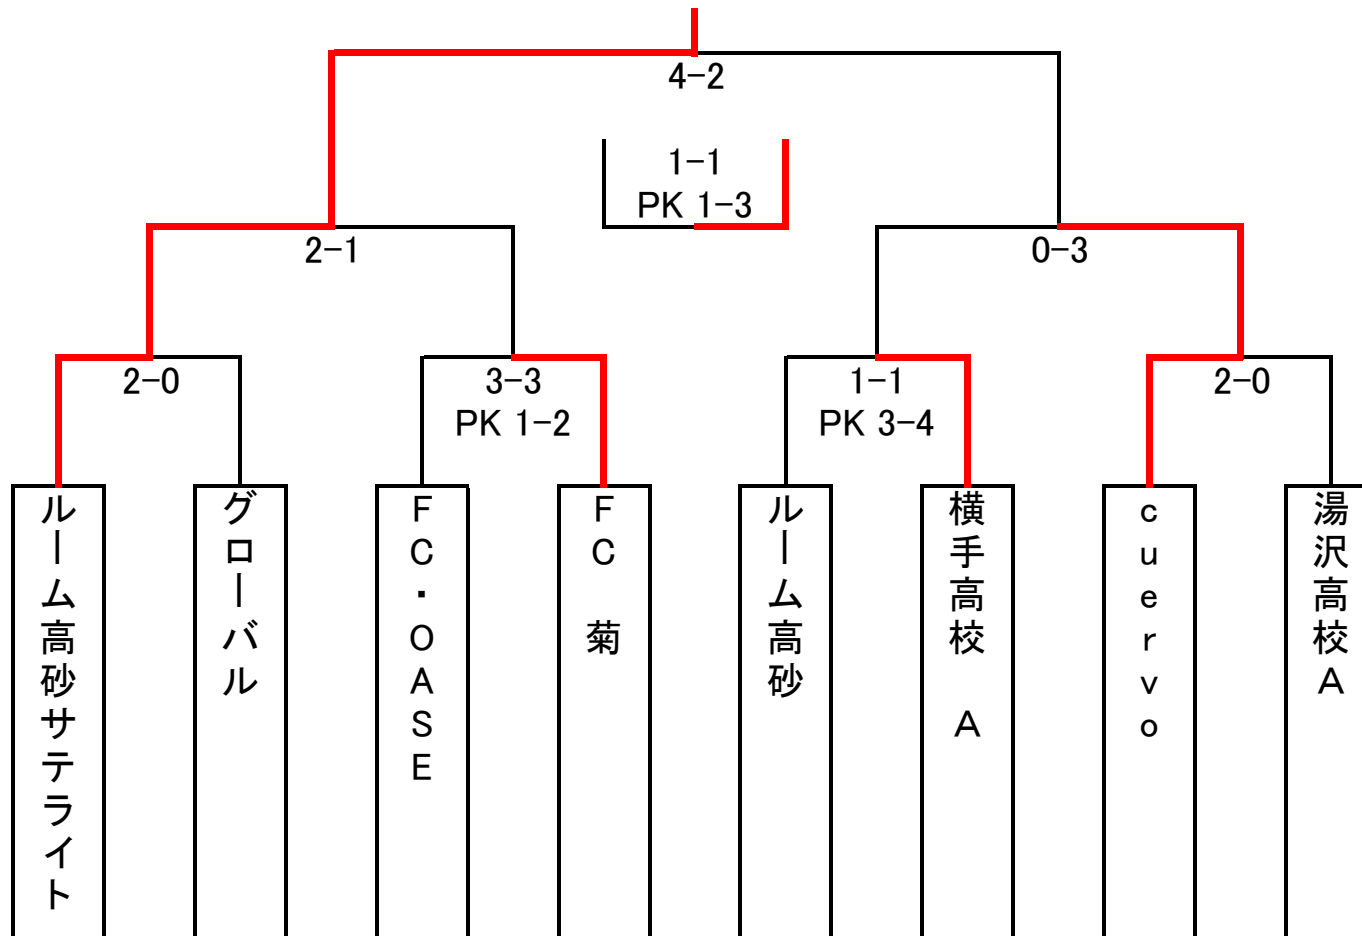 4-2
1-1
PK 1-3
2-1
0-3
2-0
3-3
PK 1-2
1-1
PK 3-4
2-0
ルーム高砂サテライト
グローバル
FC・OASE
FC 菊
ルーム高砂
横手高校 A
cuervo
湯沢高校A